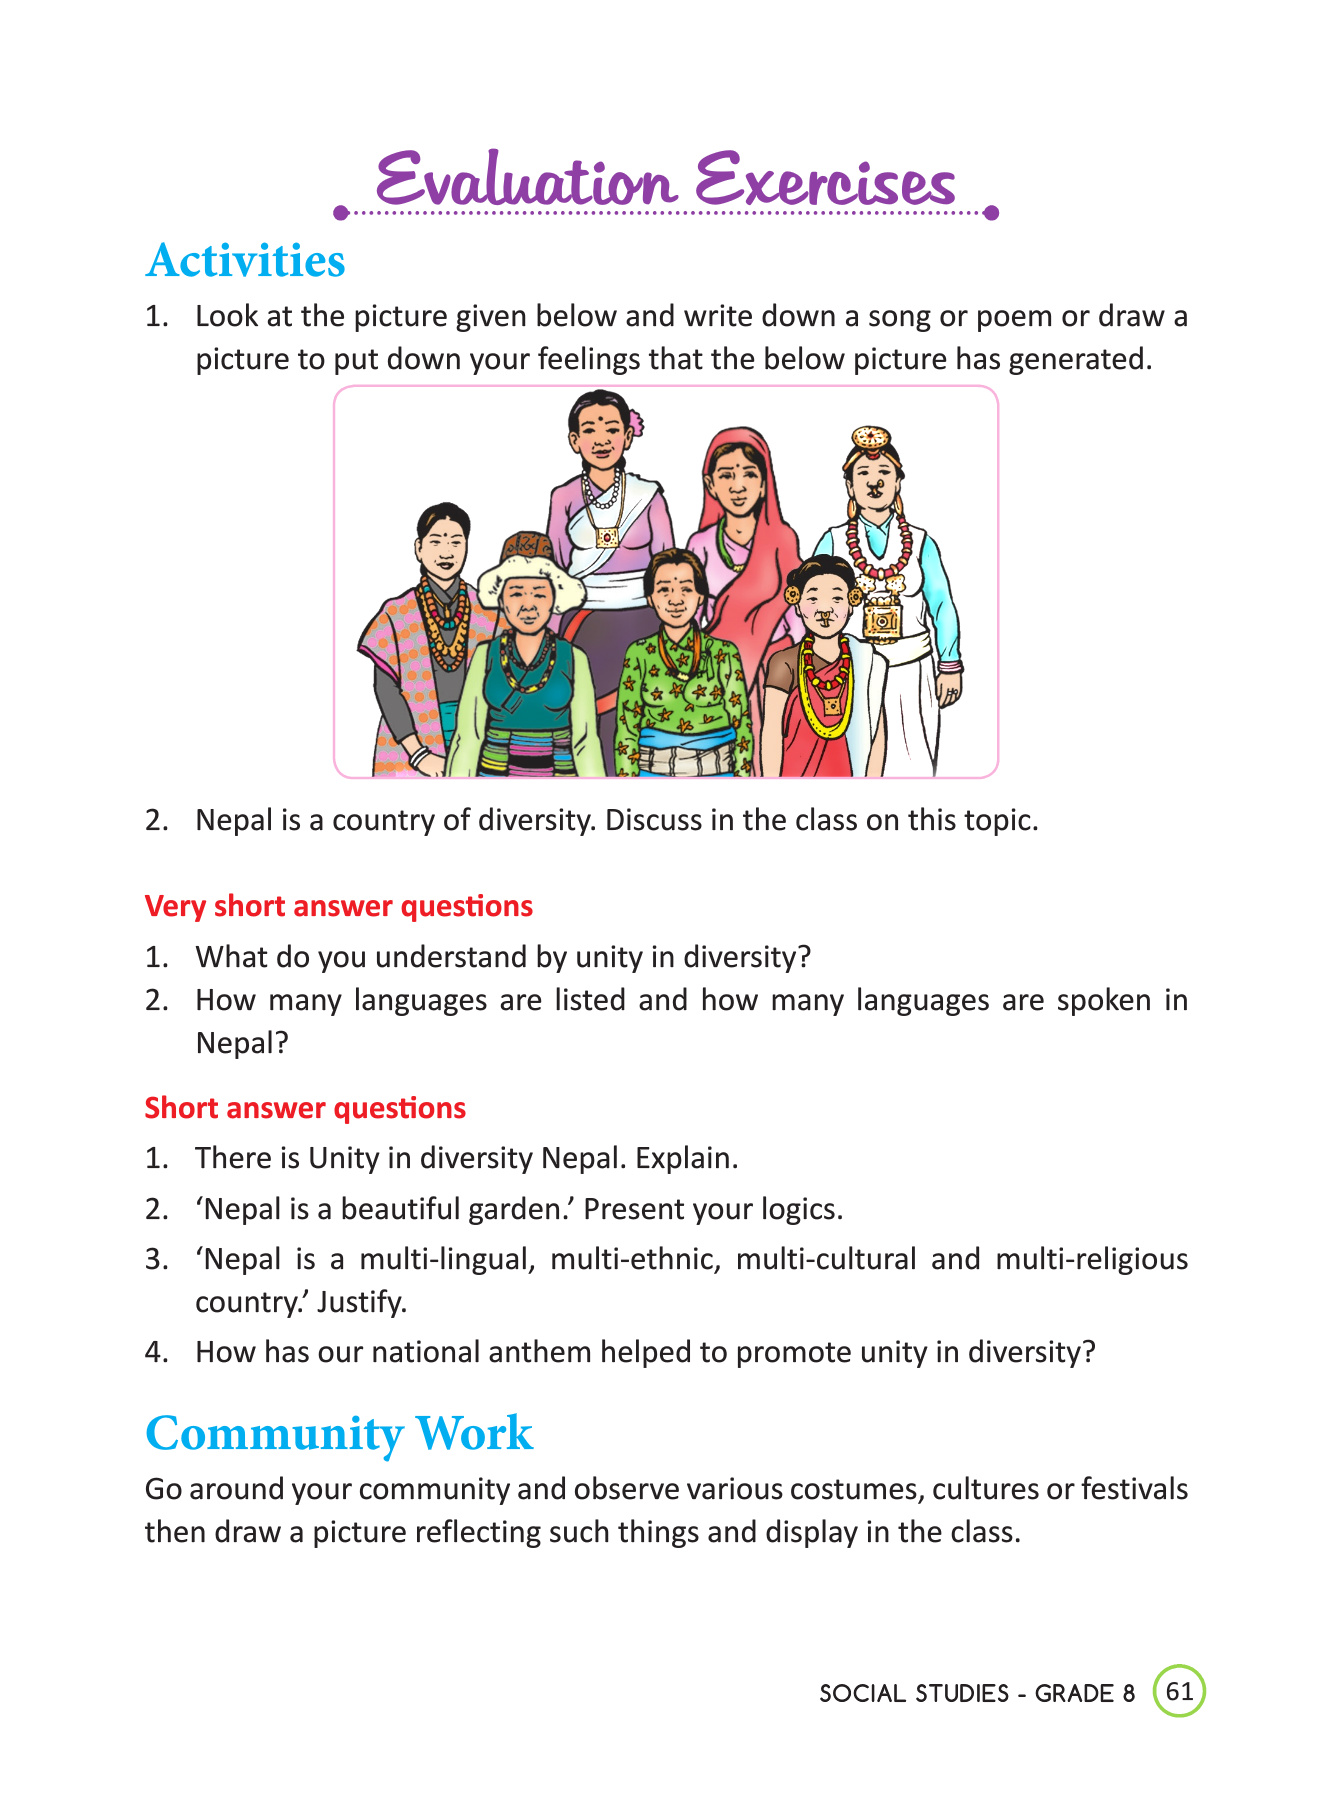 Evaluation Exercises
Activities
1. Look at the picture given below and write down a song or poem or draw a
picture to put down your feelings that the below picture has generated.
2. Nepal is a country of diversity. Discuss in the class on this topic.
Very short answer questions
1. What do you understand by unity in diversity?
2. How many languages are listed and how many languages are spoken in
Nepal?
Short answer questions
1. There is Unity in diversity Nepal. Explain.
2. ‘Nepal is a beautiful garden.’ Present your logics.
3. ‘Nepal is a multi-lingual, multi-ethnic, multi-cultural and multi-religious
country.’ Justify.
4. How has our national anthem helped to promote unity in diversity?
Community Work
Go around your community and observe various costumes, cultures or festivals
then draw a picture reflecting such things and display in the class.
SOCIAL STUDIES - GRADE 8 61